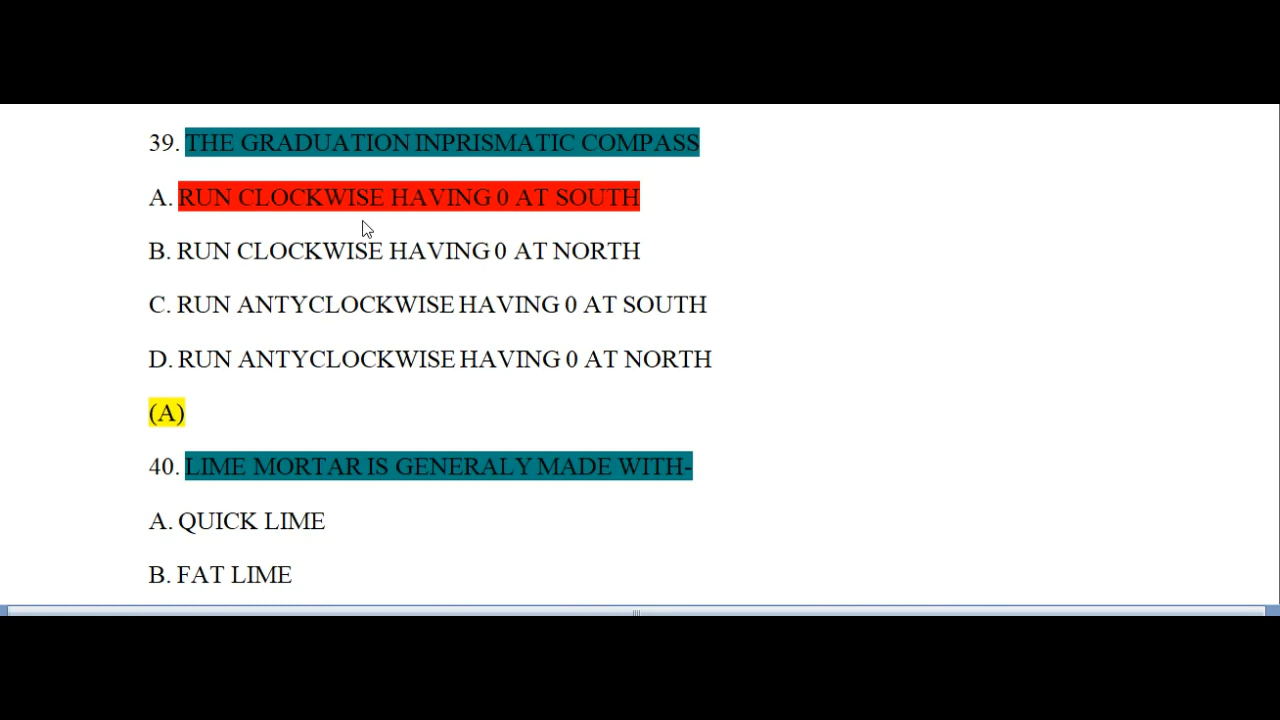 39. THE GRADUATION INPRISMATIC COMPASS
A. RUN CLOCKWISE HAVING 0 AT SOUTH
B. RUN CLOCKWISE HAVING 0 AT NORTH
C. RUN ANTYCLOCKWISE HAVING 0 AT SOUTH
D. RUN ANTYCLOCKWISE HAVING 0 AT NORTH
(A)
40. LIME MORTAR IS GENERALY MADE WITH-
A. QUICK LIME
B. FAT LIME